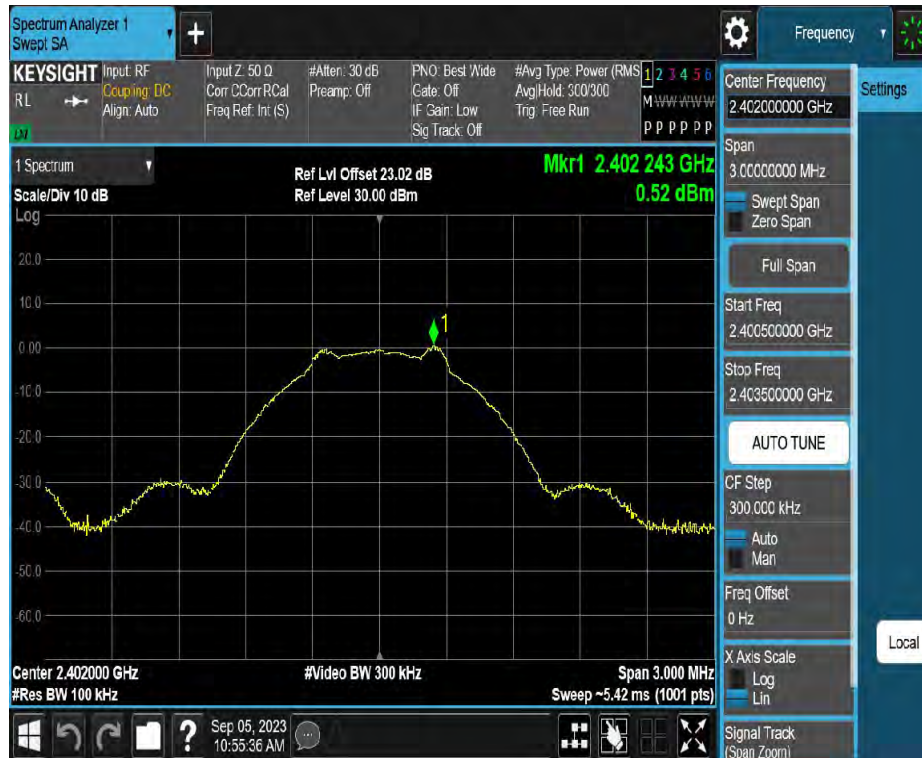 Spectrum Analyzer 1
Swept SA
+
Frequency
KEYSIGHT
RL
Input: RF
Coupling: DC
Align: Auto
Input Z: 50 Ω
Corr CCorr RCal
Freq Ref: Int (S)
#Atten: 30 dB
Preamp: Off
PNO: Best Wide
Gate: Off
IF Gain: Low
Sig Track: Off
#Avg Type: Power (RMS
Avg|Hold: 300/300
Trig: Free Run
1 2 3 4 5 6
M W W W W W
P P P P P P
1 Spectrum
Scale/Div 10 dB
Log
Ref Lvl Offset 23.02 dB
Ref Level 30.00 dBm
Mkr1 2.402 243 GHz
0.52 dBm
20.0
10.0
0.00
-10.0
-20.0
-30.0
-40.0
-50.0
-60.0
1
Center 2.402000 GHz
#Res BW 100 kHz
#Video BW 300 kHz
Span 3.000 MHz
Sweep ~5.42 ms (1001 pts)
Center Frequency
2.402000000 GHz
Settings
Span
3.00000000 MHz
Swept Span
Zero Span
Full Span
Start Freq
2.400500000 GHz
Stop Freq
2.403500000 GHz
AUTO TUNE
CF Step
300.000 kHz
Auto
Man
Freq Offset
0 Hz
X Axis Scale
Log
Lin
Local
Signal Track
(Span Zoom)
?
Sep 05, 2023
10:55:36 AM